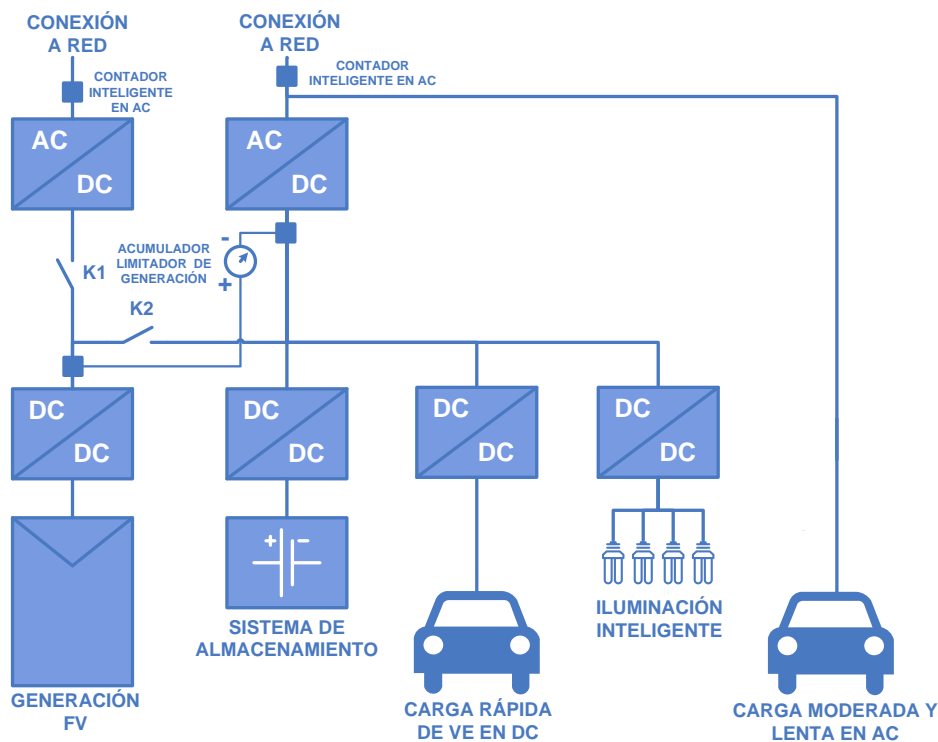 CONEXIÓN
A RED
CONEXIÓN
A RED
CONTADOR
INTELIGENTE
EN AC
CONTADOR
INTELIGENTE EN AC
AC
DC
AC
DC
K1
ACUMULADOR
LIMITADOR DE
GENERACIÓN
-
+
K2
DC
DC
DC
DC
DC
DC
DC
DC
+ -
GENERACIÓN
FV
SISTEMA DE
ALMACENAMIENTO
CARGA RÁPIDA
DE VE EN DC
ILUMINACIÓN
INTELIGENTE
CARGA MODERADA Y
LENTA EN AC